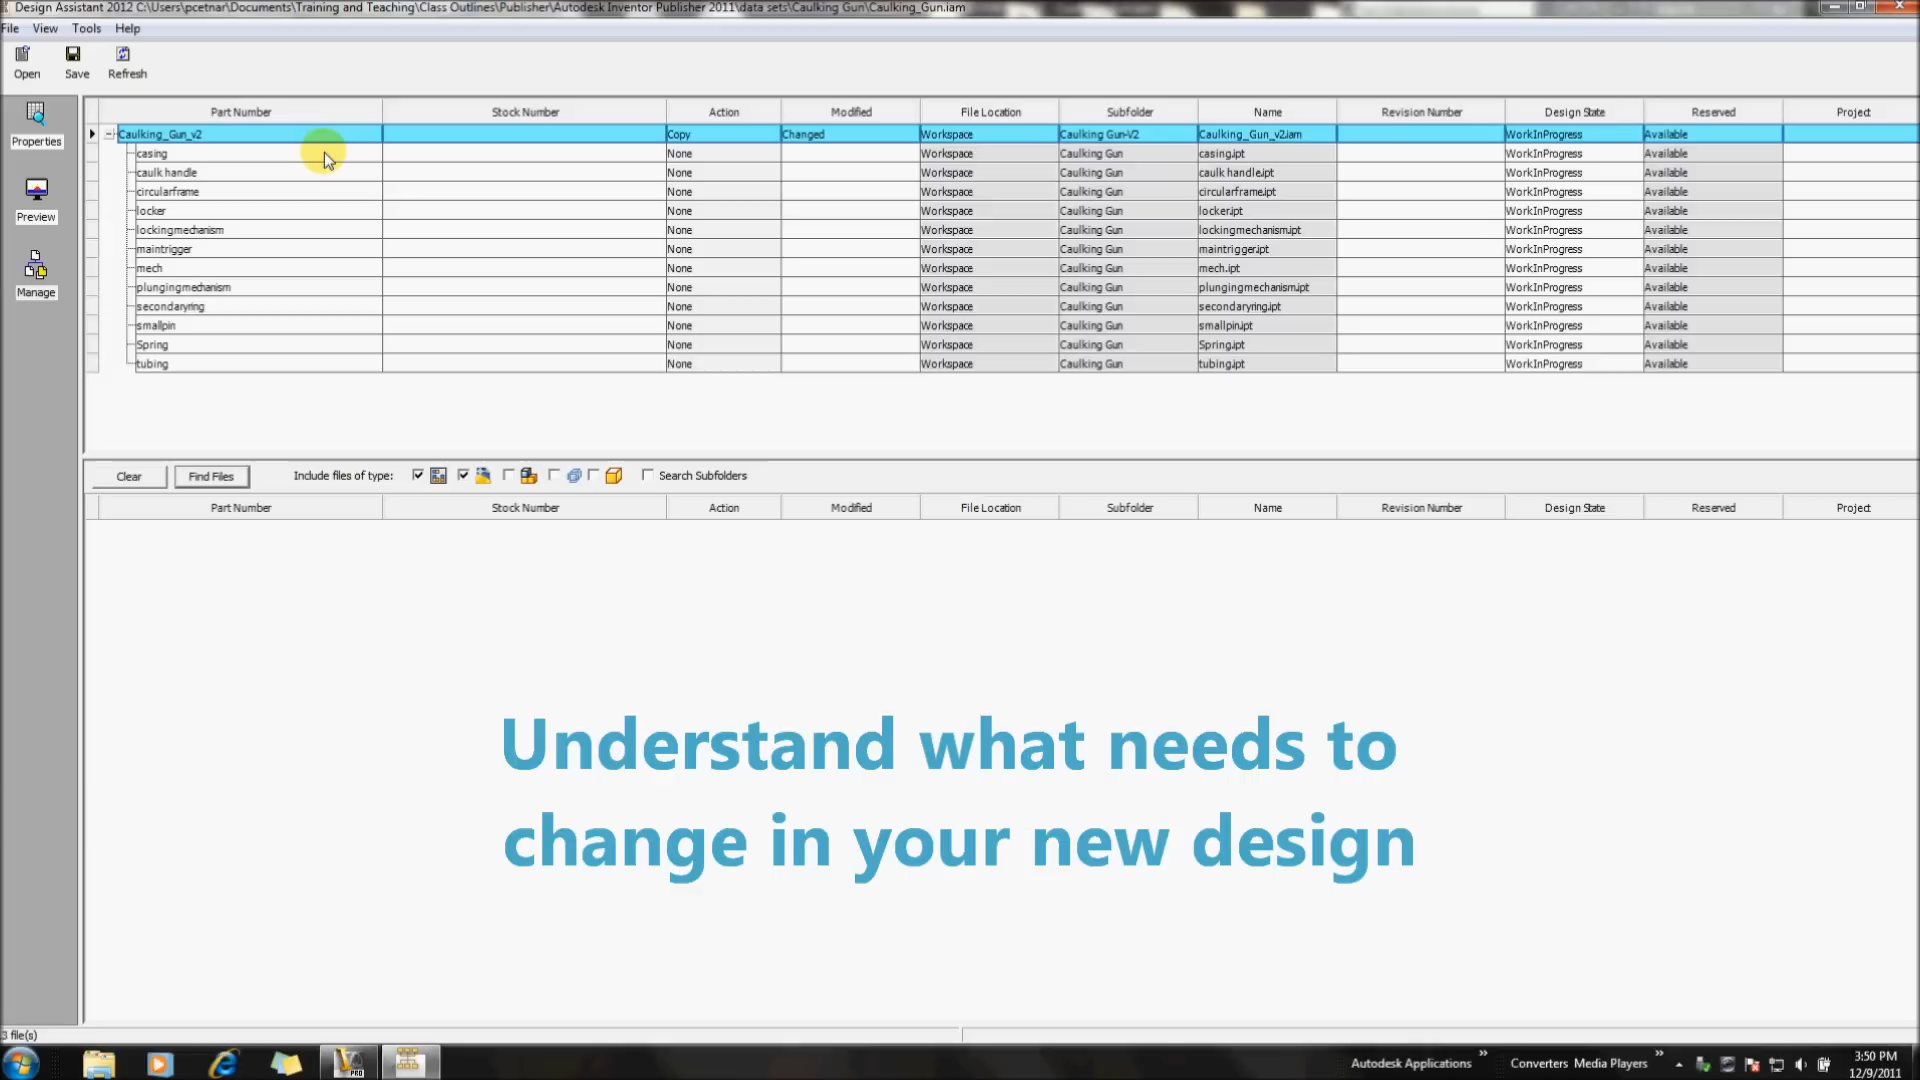 Design Assistant 2012 C:\Users\pcetnar\Documents\Training and Teaching\Class Outlines\Publisher\Autodesk Inventor Publisher 2011\data sets\Caulking Gun\Caulking_Gun.iam
File View Tools Help
Open Save Refresh
Part Number Stock Number Action Modified File Location Subfolder Name Revision Number Design State Reserved Project
Caulking_Gun_v2 Copy Changed Workspace Caulking Gun-V2 Caulking_Gun_v2.iam WorkInProgress Available
Properties
casing None Workspace Caulking Gun casing.ipt WorkInProgress Available
caulk handle None Workspace Caulking Gun caulk handle.ipt WorkInProgress Available
circularframe None Workspace Caulking Gun circularframe.ipt WorkInProgress Available
locker None Workspace Caulking Gun locker.ipt WorkInProgress Available
Preview
lockingmechanism None Workspace Caulking Gun lockingmechanism.ipt WorkInProgress Available
maintrigger None Workspace Caulking Gun maintrigger.ipt WorkInProgress Available
mech None Workspace Caulking Gun mech.ipt WorkInProgress Available
plungingmechanism None Workspace Caulking Gun plungingmechanism.ipt WorkInProgress Available
Manage
secondaryring None Workspace Caulking Gun secondaryring.ipt WorkInProgress Available
smallpin None Workspace Caulking Gun smallpin.ipt WorkInProgress Available
Spring None Workspace Caulking Gun Spring.ipt WorkInProgress Available
tubing None Workspace Caulking Gun tubing.ipt WorkInProgress Available
Clear Find Files Include files of type: Search Subfolders
Part Number Stock Number Action Modified File Location Subfolder Name Revision Number Design State Reserved Project
Understand what needs to
change in your new design
3 file(s)
PRO
Autodesk Applications » Converters Media Players »
3:50 PM
12/9/2011